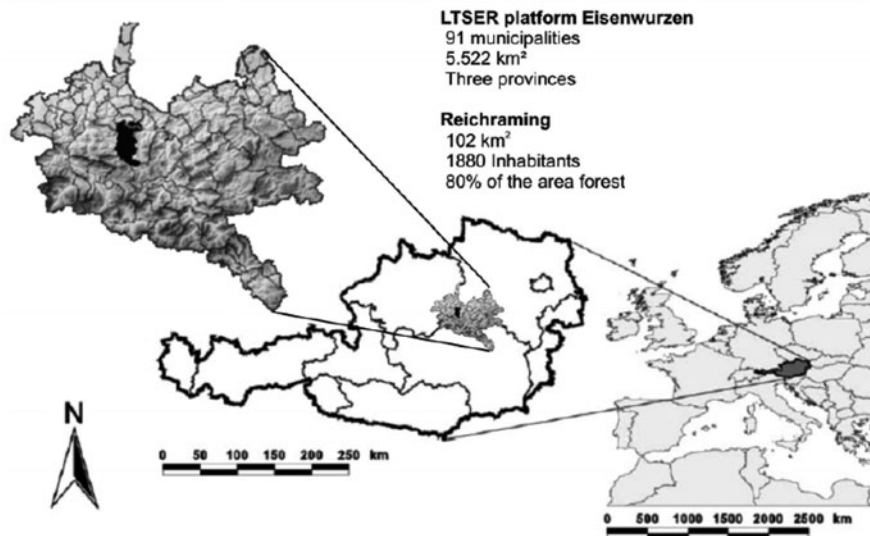 LTSER platform Eisenwurzen
91 municipalities
5.522 km²
Three provinces
Reichraming
102 km²
1880 Inhabitants
80% of the area forest
N
0 50 100 150 200 250 km
0 500 1000 1500 2000 2500 km